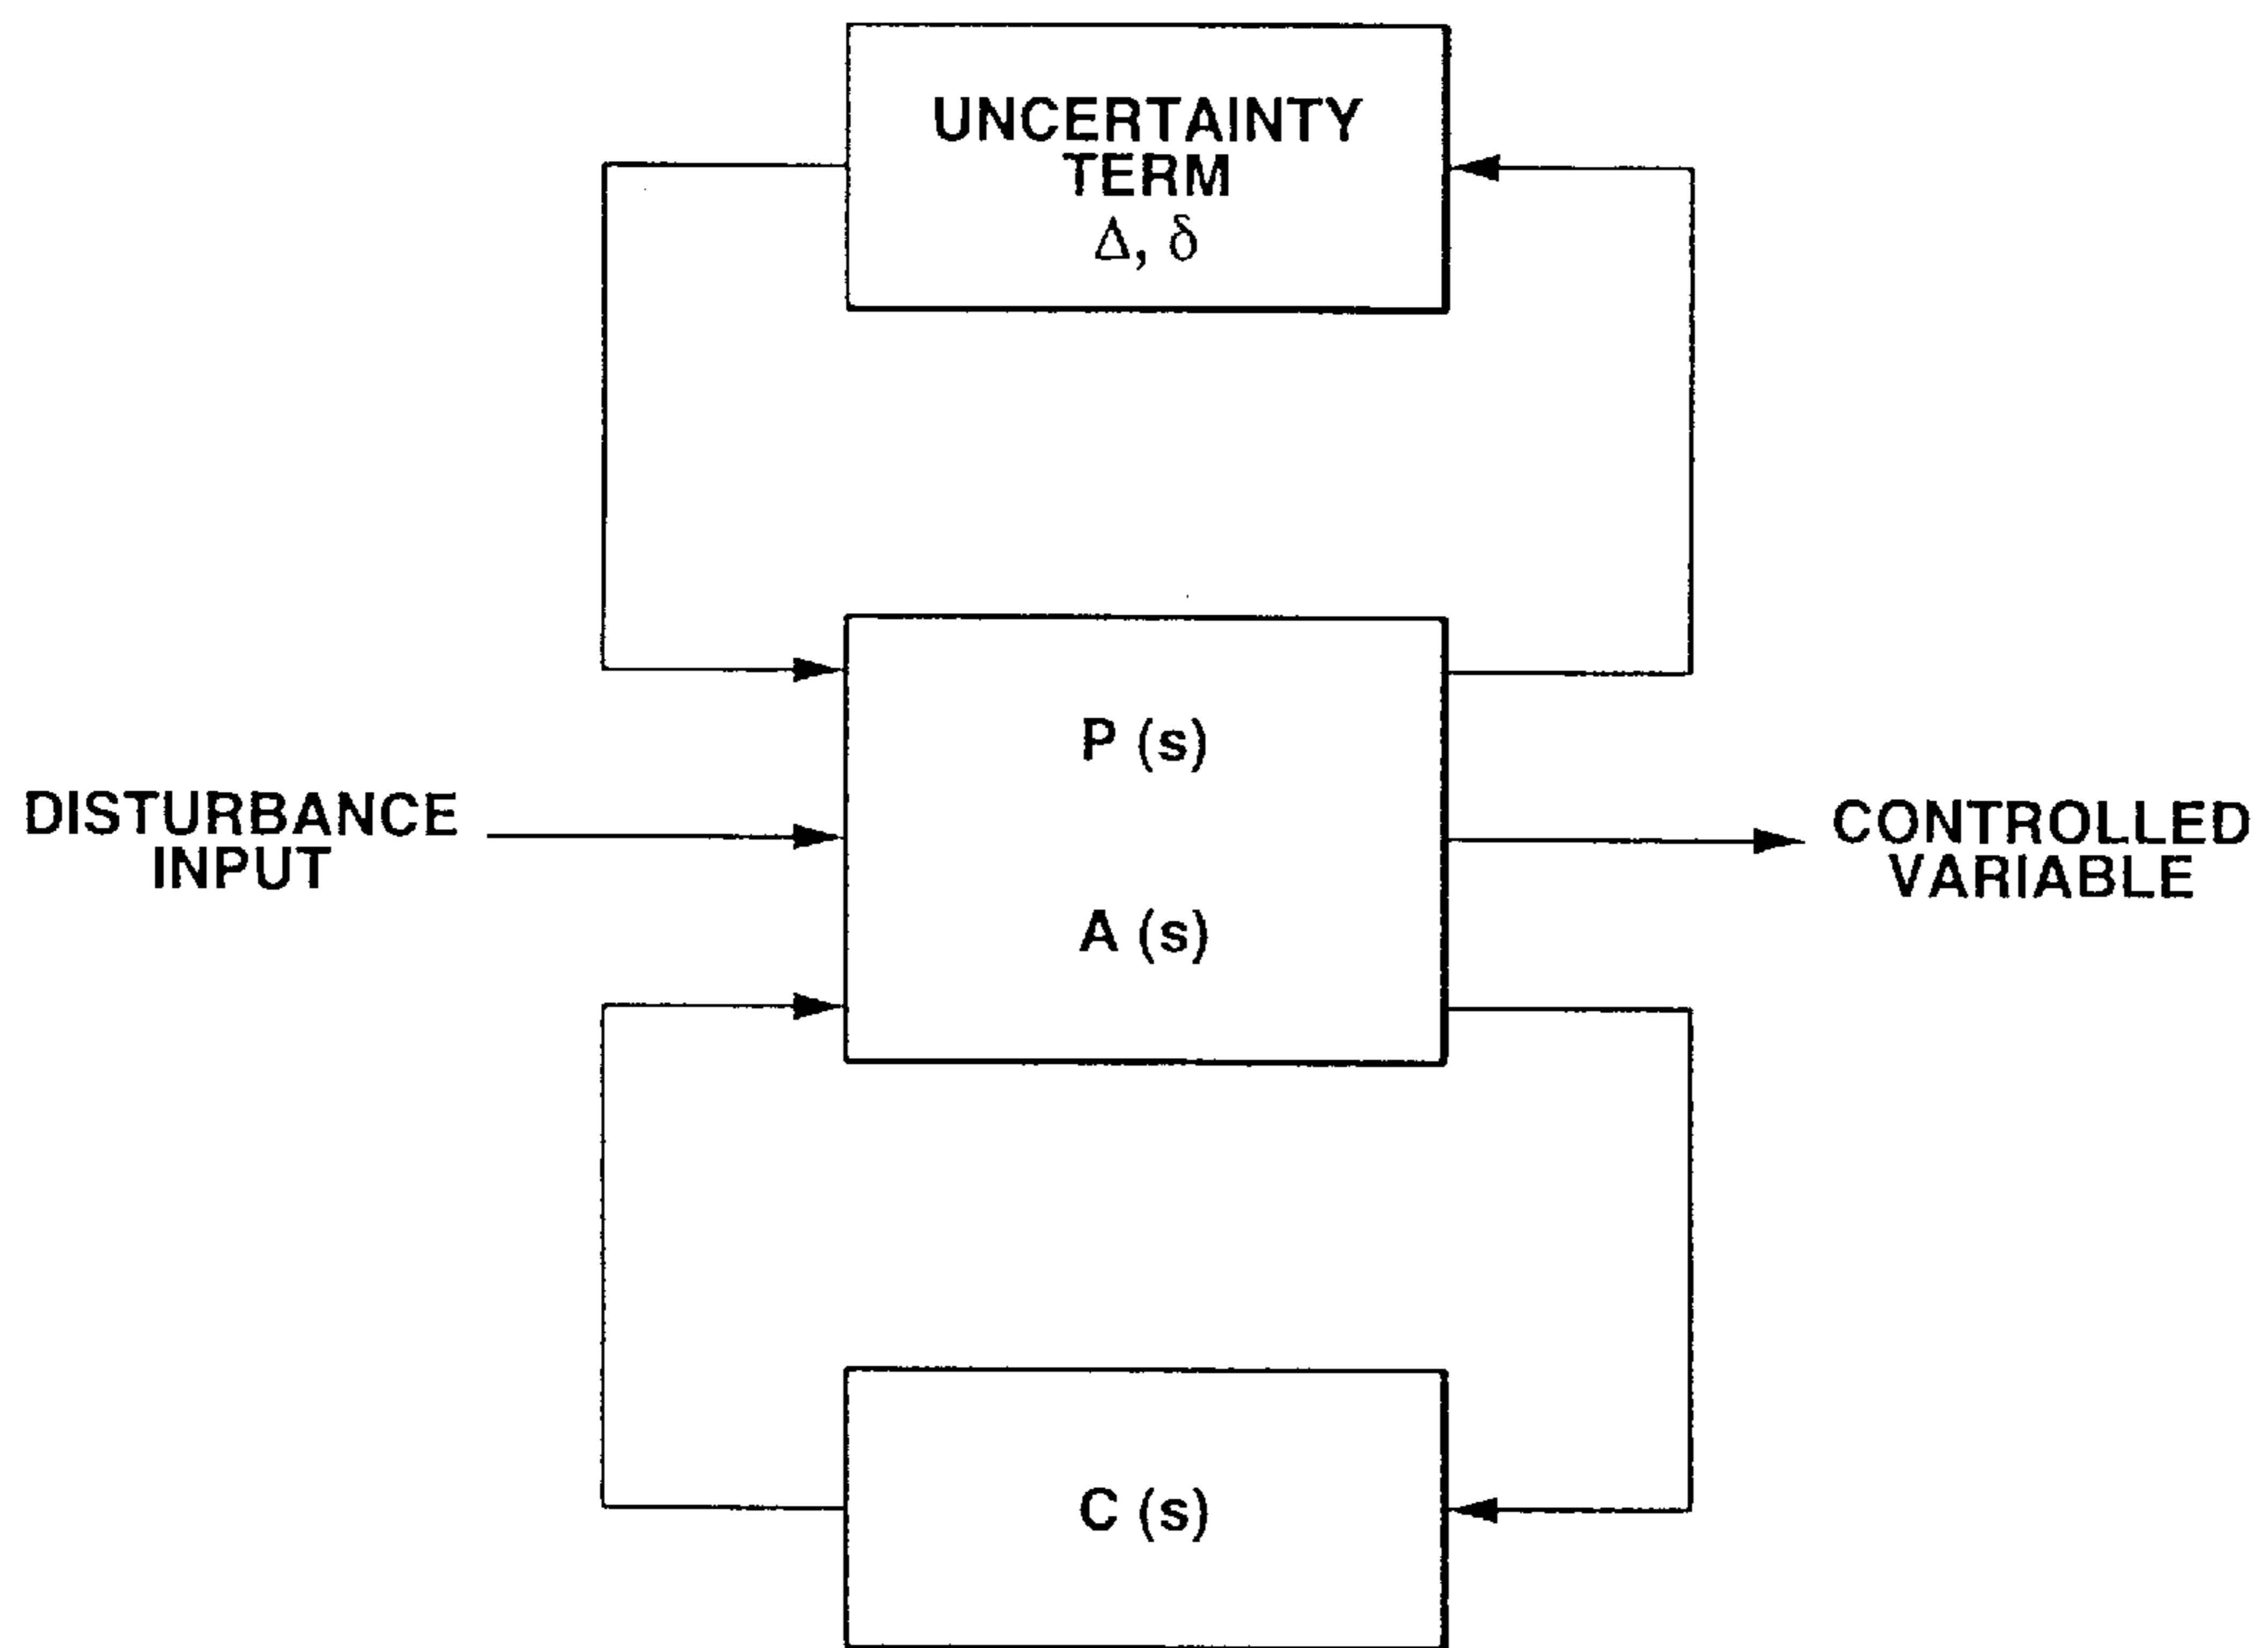 UNCERTAINTY
TERM
Δ, δ
P (s)
DISTURBANCE
INPUT
CONTROLLED
VARIABLE
A (s)
C (s)